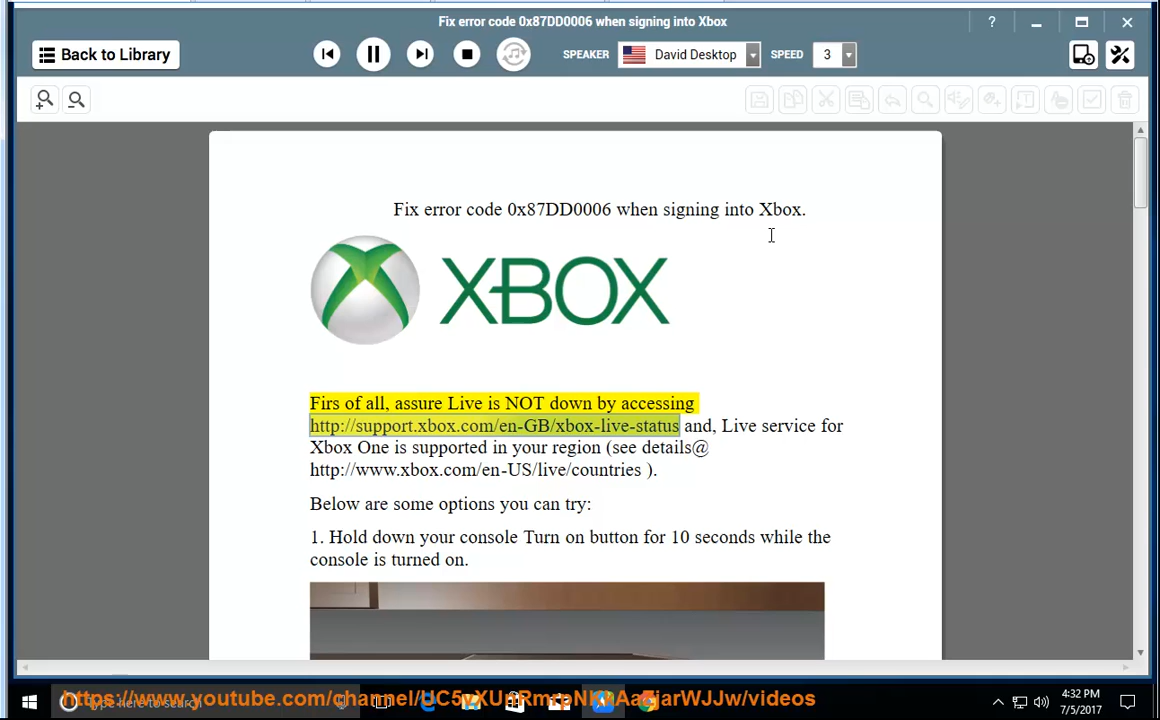 Fix error code 0x87DD0006 when signing into Xbox
?
Back to Library
SPEAKER
David Desktop
SPEED
3
Fix error code 0x87DD0006 when signing into Xbox.
XBOX
Firs of all, assure Live is NOT down by accessing
http://support.xbox.com/en-GB/xbox-live-status and, Live service for
Xbox One is supported in your region (see details@
http://www.xbox.com/en-US/live/countries ).
Below are some options you can try:
1. Hold down your console Turn on button for 10 seconds while the
console is turned on.
4:32 PM
7/5/2017